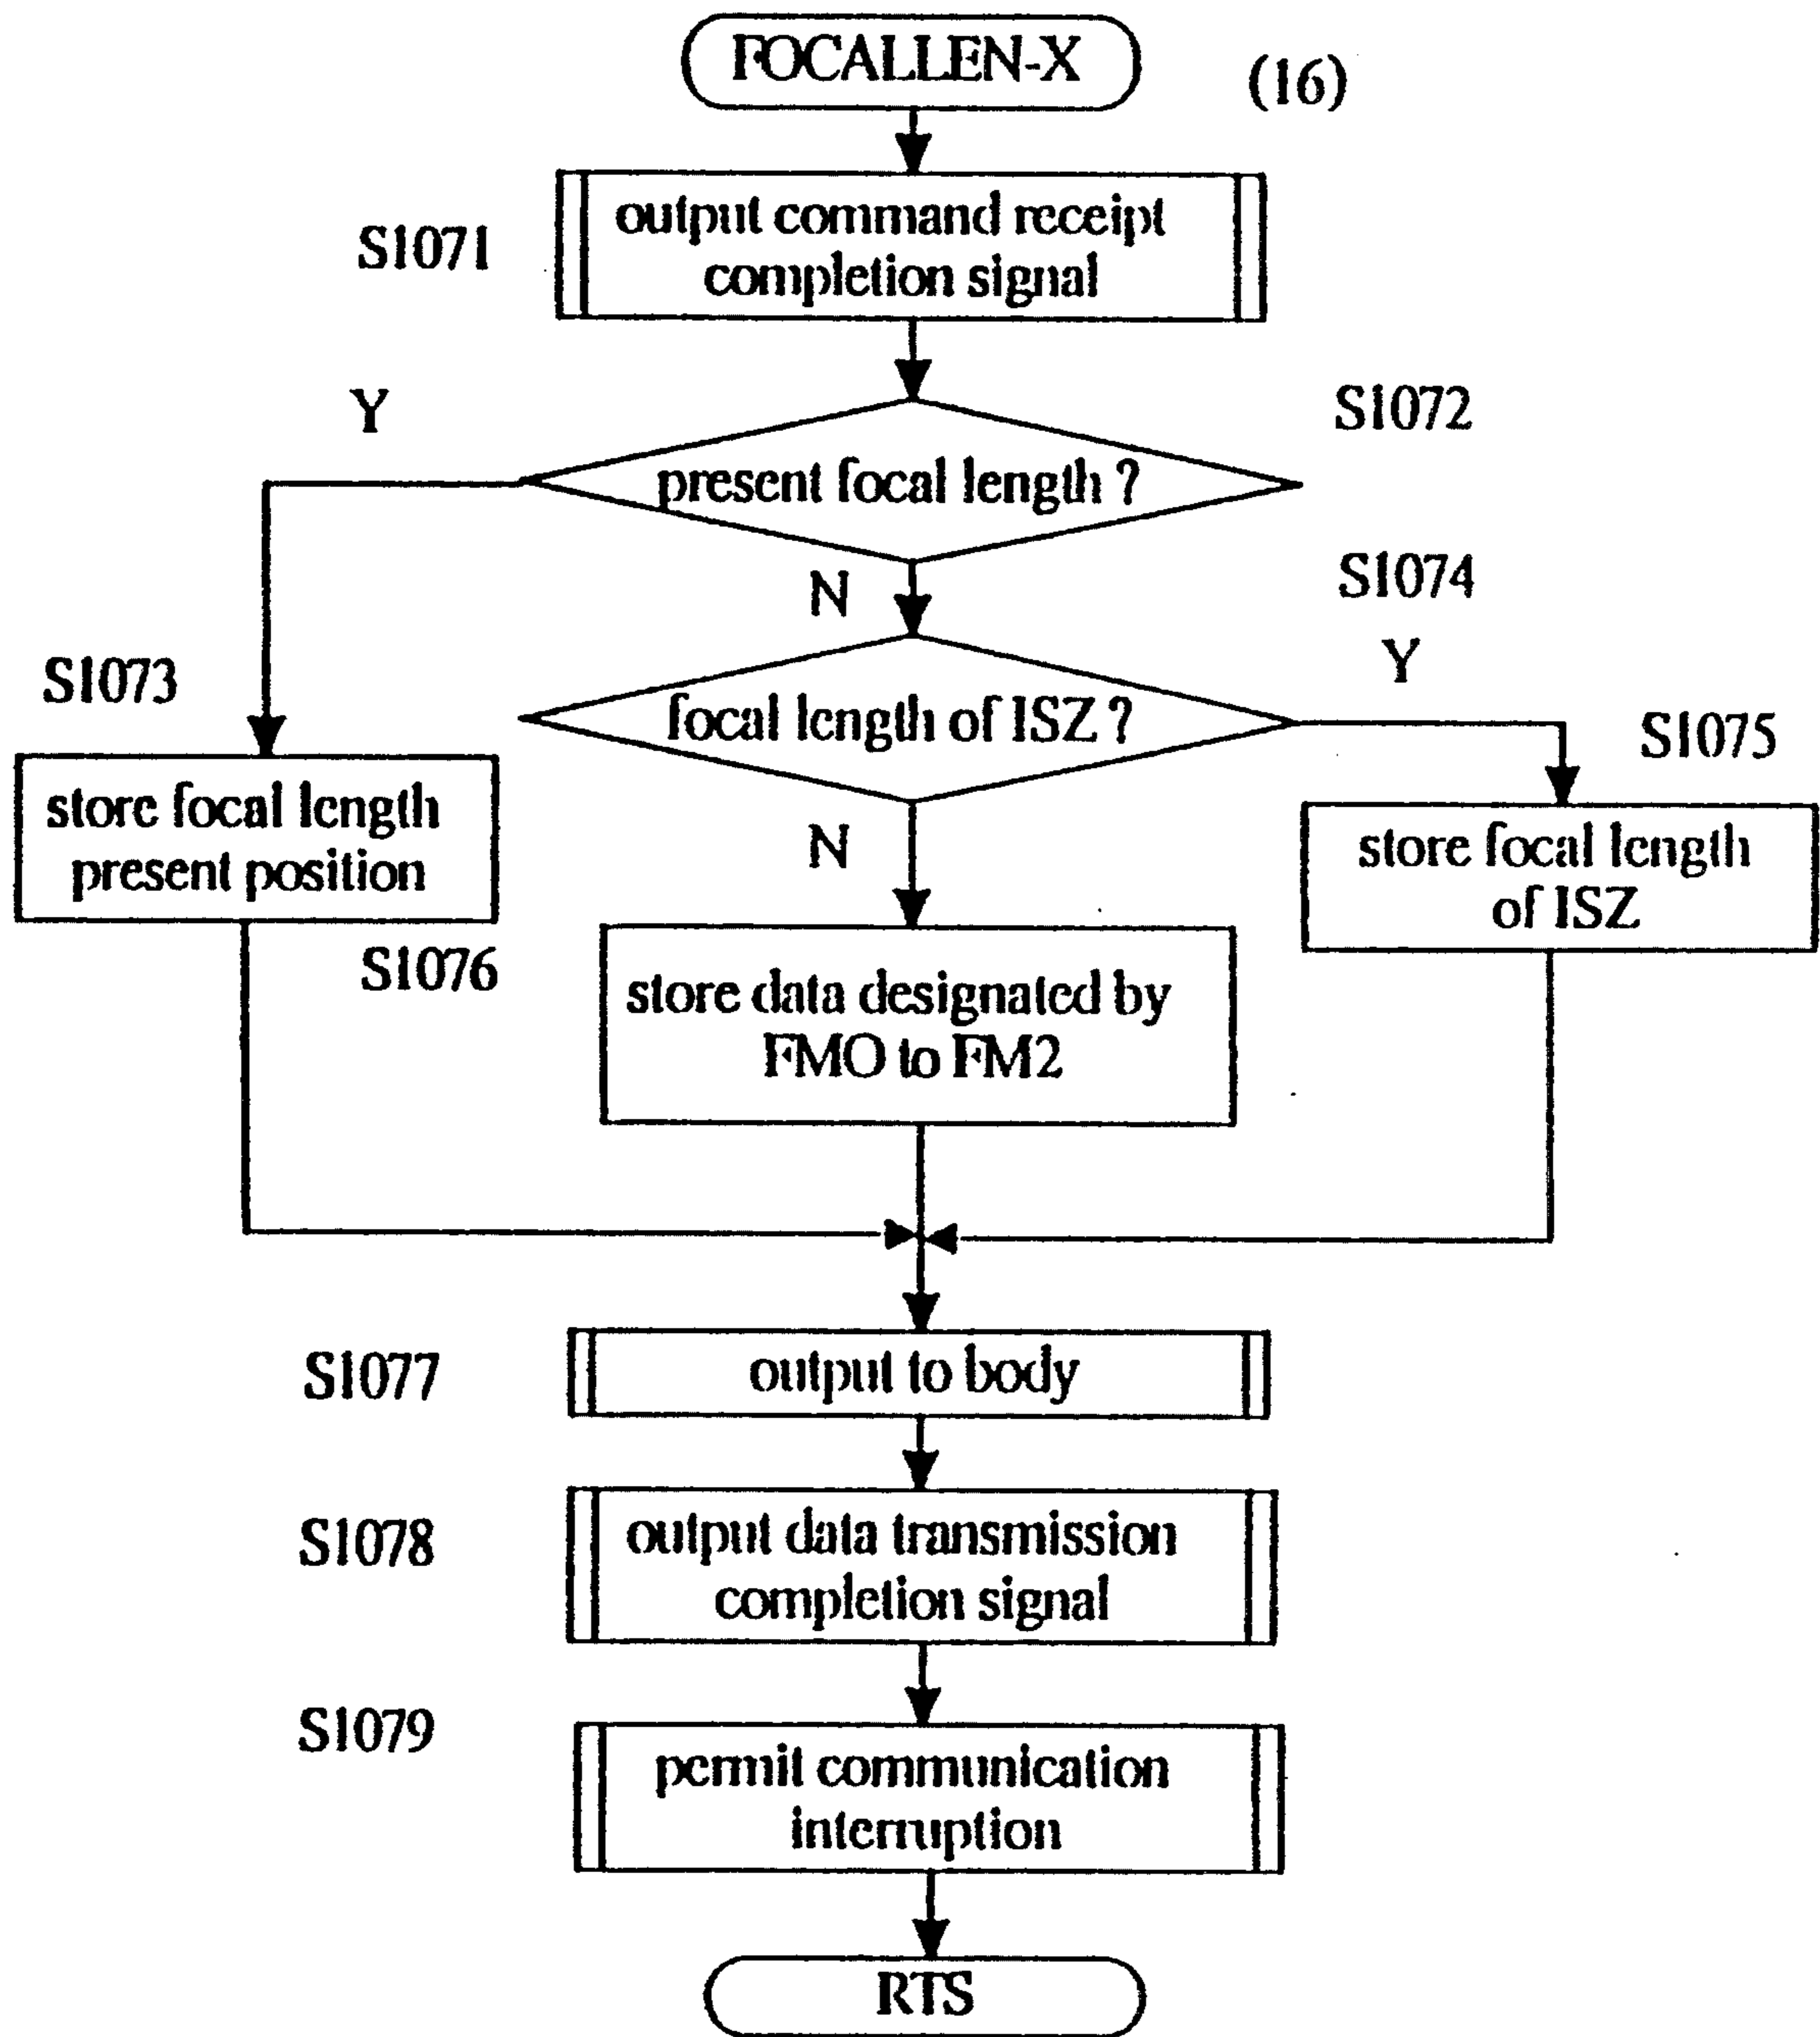 FOCALLEN-X
(16)
S1071
output command receipt
completion signal
Y
S1072
present focal length ?
N
S1074
Y
S1073
focal length of ISZ ?
S1075
store focal length
present position
N
store focal length
of ISZ
S1076
store data designated by
FMO to FM2
S1077
output to body
S1078
output data transmission
completion signal
S1079
permit communication
interruption
RTS